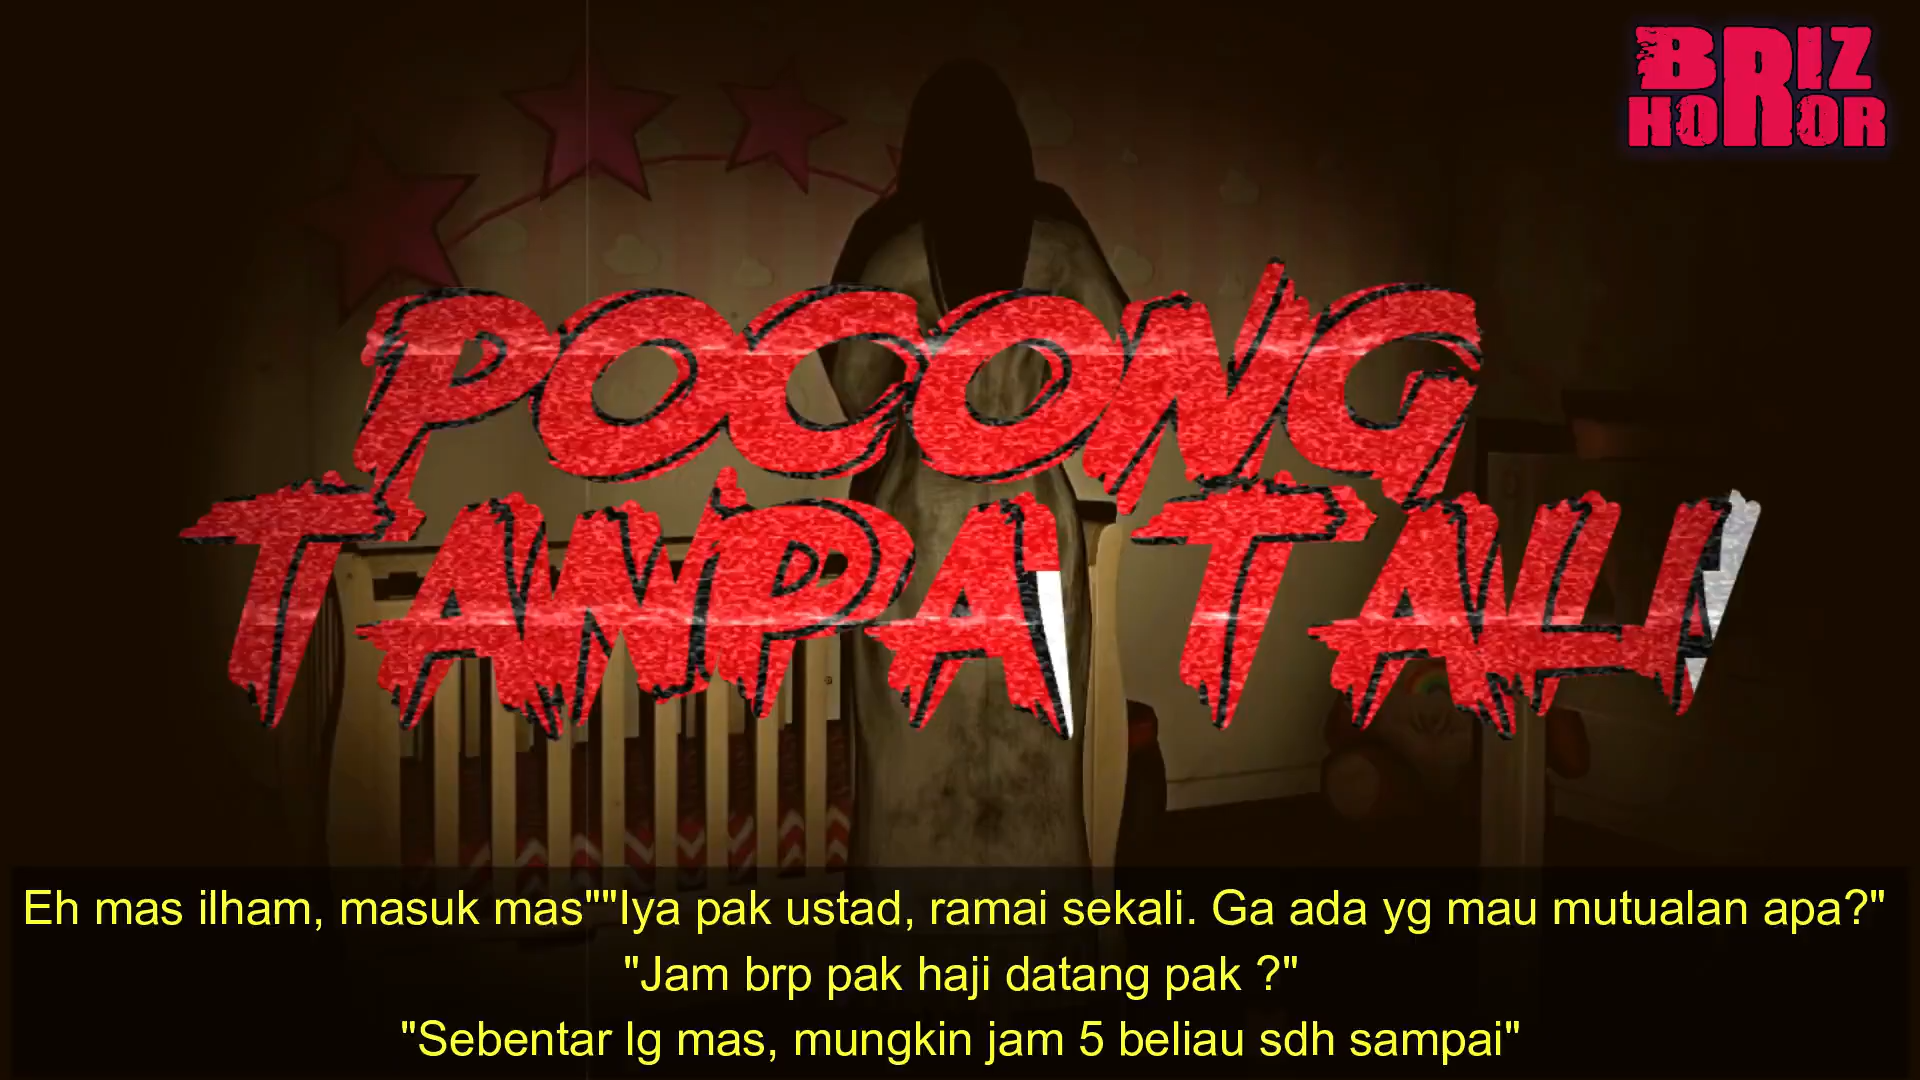 BRIZ
HOROR
POCONG
TANPA TALI
Eh mas ilham, masuk mas""Iya pak ustad, ramai sekali. Ga ada yg mau mutualan apa?"
"Jam brp pak haji datang pak ?"
"Sebentar lg mas, mungkin jam 5 beliau sdh sampai"